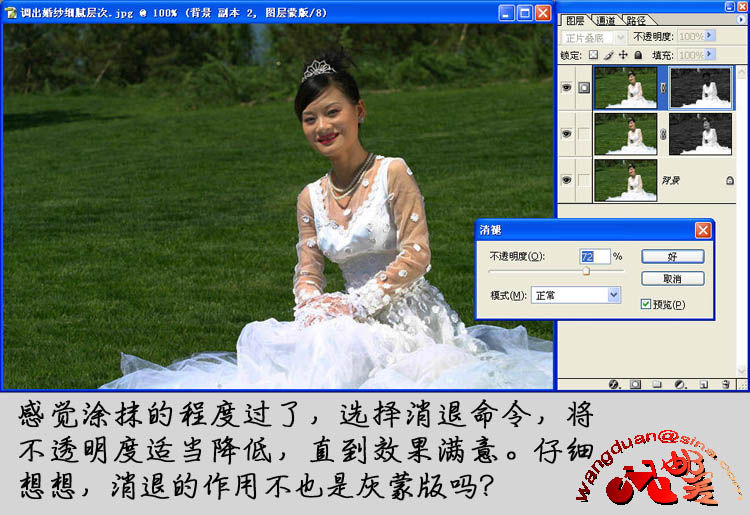 调出婚纱细腻层次.jpg @ 100% (背景 副本 2, 图层蒙版/8)
图层 通道 路径
正片叠底 不透明度: 100%
锁定: 填充: 100%
背景
消褪
不透明度(O): 72 % 好
取消
模式(M): 正常 预览(P)
感觉涂抹的程度过了，选择消退命令，将
不透明度适当降低，直到效果满意。仔细
想想，消退的作用不也是灰蒙版吗？
wangduan@sina.com